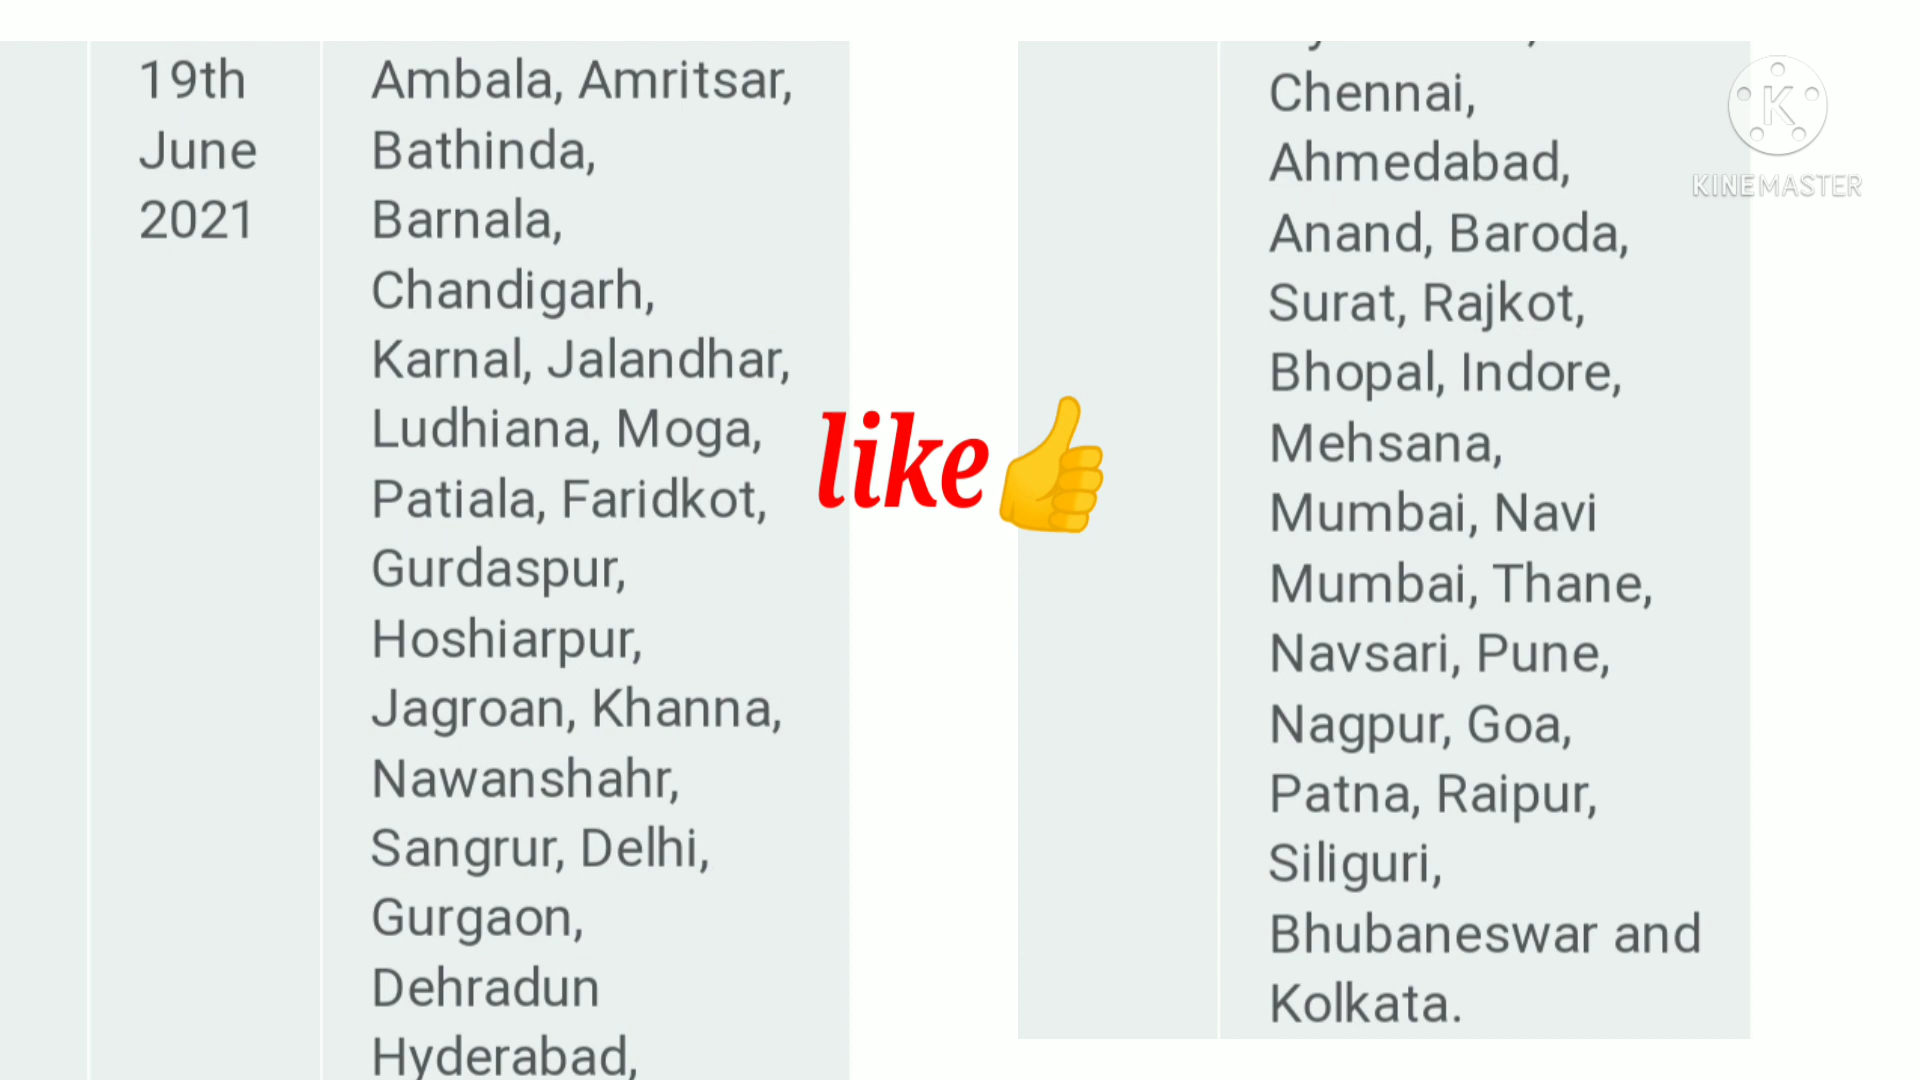 19th
June
2021
Ambala, Amritsar,
Bathinda,
Barnala,
Chandigarh,
Karnal, Jalandhar,
Ludhiana, Moga,
Patiala, Faridkot,
Gurdaspur,
Hoshiarpur,
Jagroan, Khanna,
Nawanshahr,
Sangrur, Delhi,
Gurgaon,
Dehradun
Hyderabad,
like
Chennai,
Ahmedabad,
Anand, Baroda,
Surat, Rajkot,
Bhopal, Indore,
Mehsana,
Mumbai, Navi
Mumbai, Thane,
Navsari, Pune,
Nagpur, Goa,
Patna, Raipur,
Siliguri,
Bhubaneswar and
Kolkata.
K
KINEMASTER